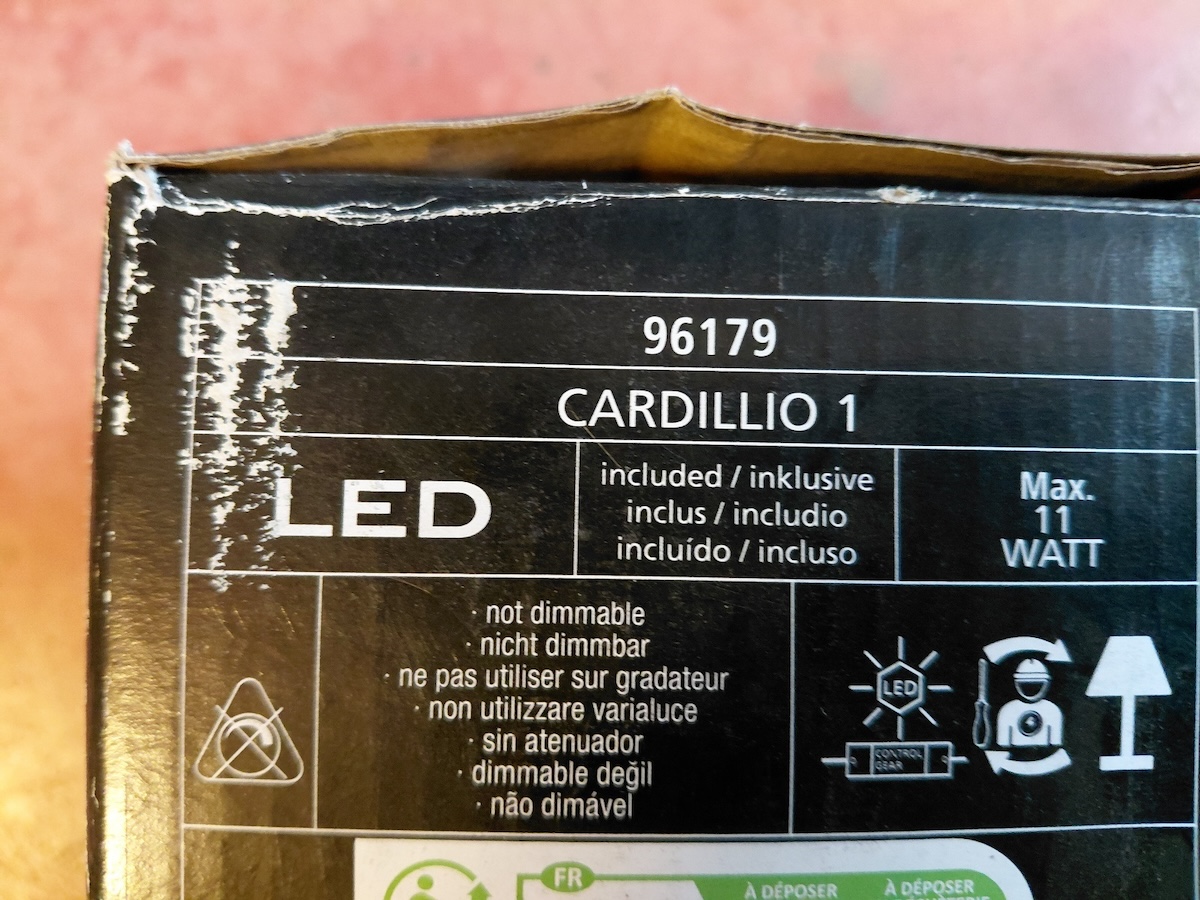 96179
CARDILLIO 1
LED
included / inklusive
inclus / includio
incluído / incluso
Max.
11
WATT
· not dimmable
· nicht dimmbar
· ne pas utiliser sur gradateur
· non utilizzare varialuce
· sin atenuador
· dimmable değil
· não dimável
LED
CONTROL
GEAR
FR
À DÉPOSER
À DÉPOSER